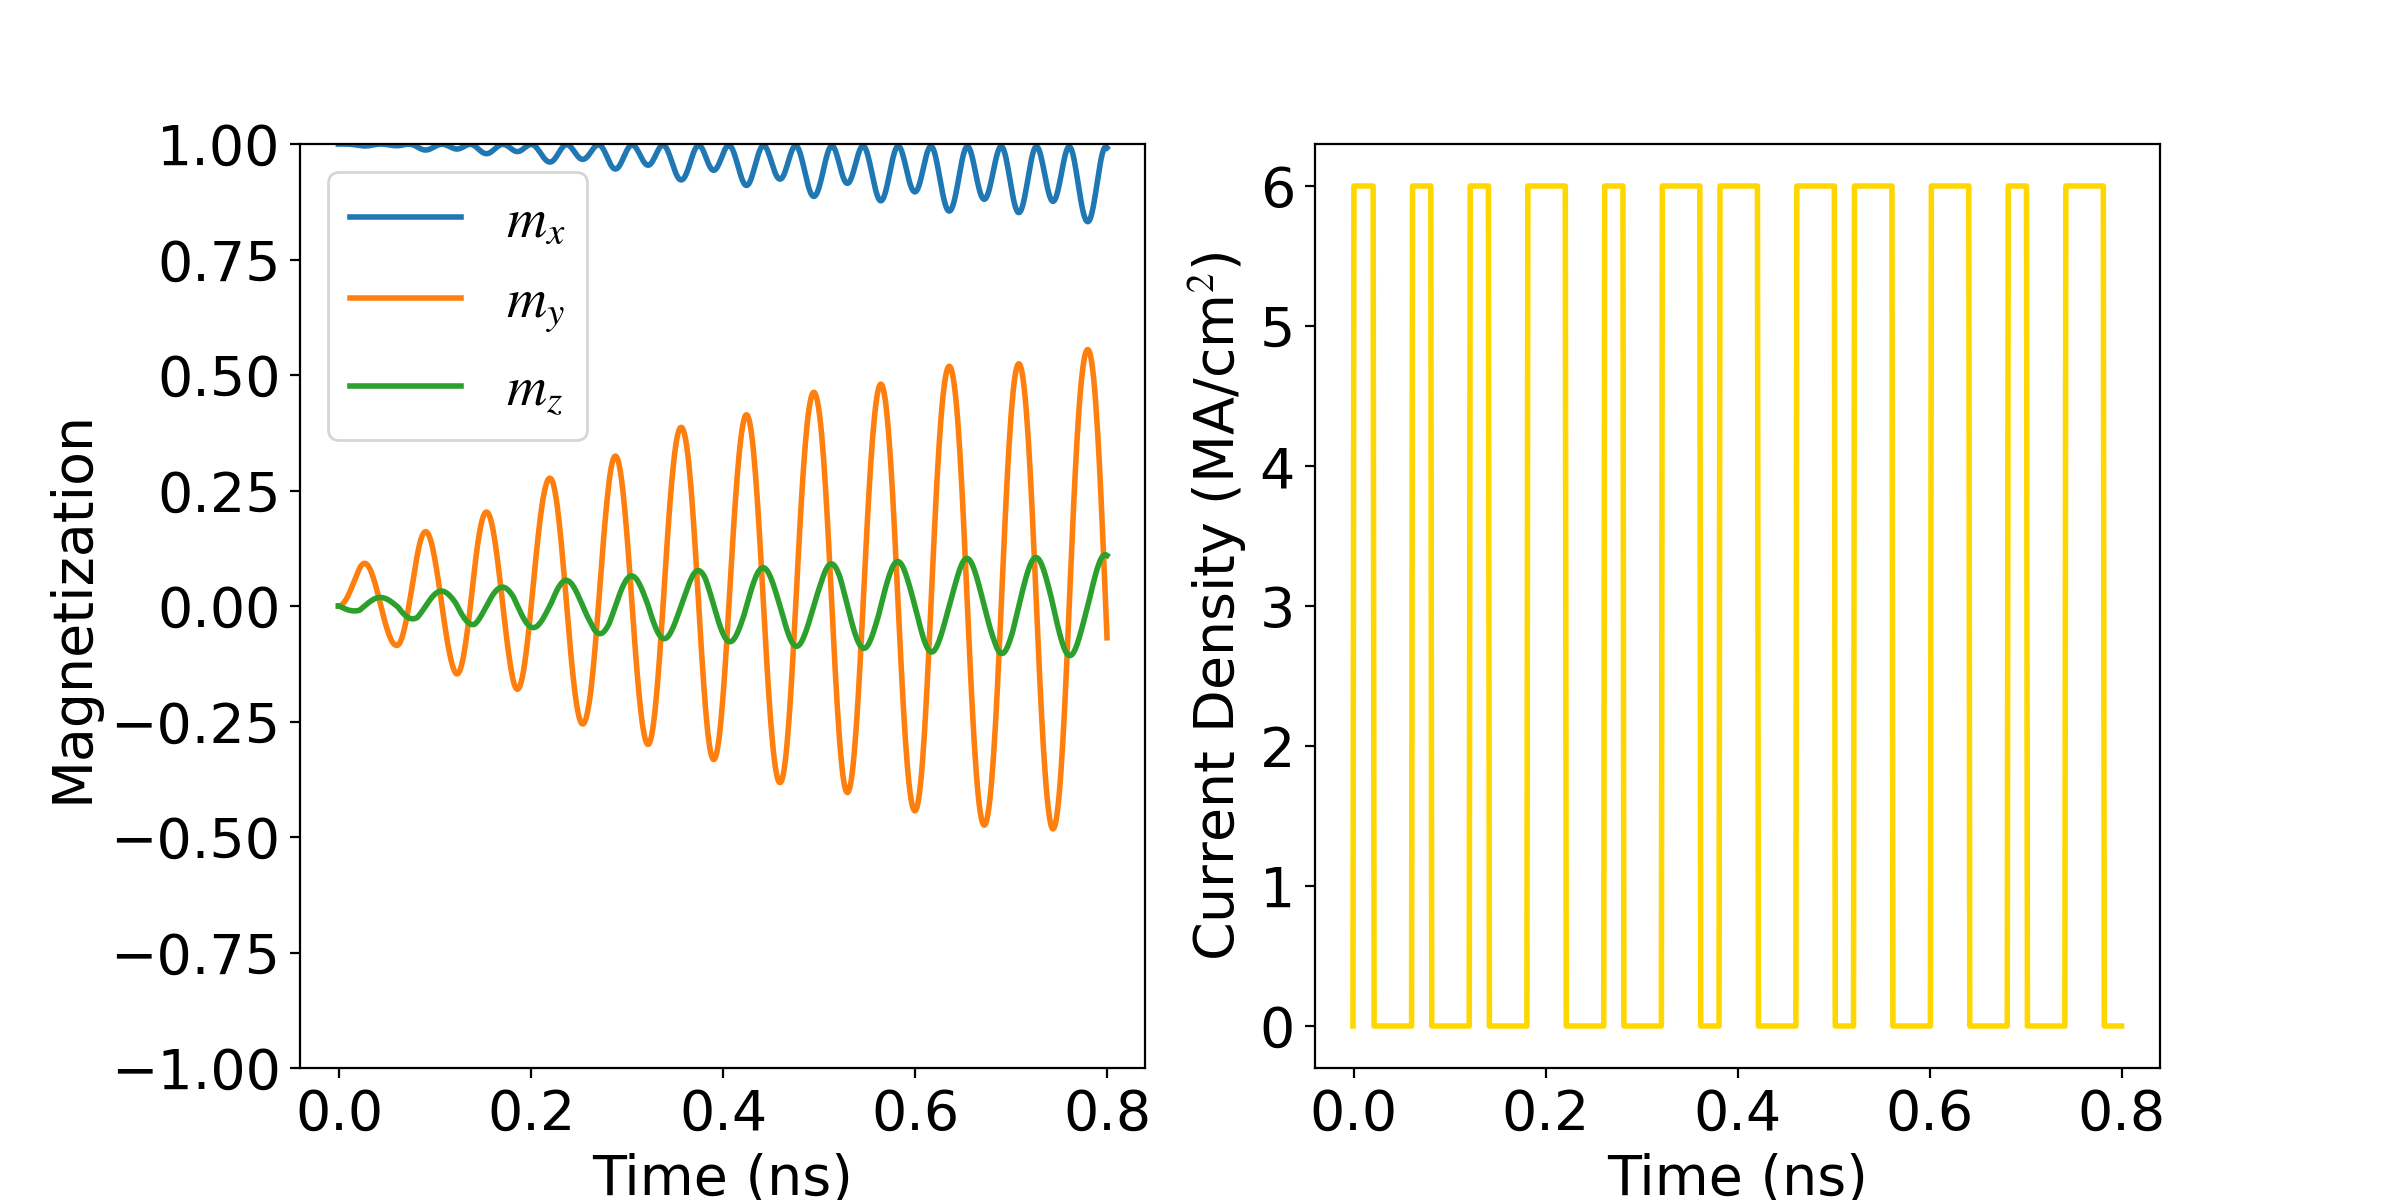 1.00
0.75
0.50
0.25
0.00
−0.25
−0.50
−0.75
−1.00
Magnetization
m_x
m_y
m_z
0.0 0.2 0.4 0.6 0.8
Time (ns)
6
5
4
3
2
1
0
Current Density (MA/cm²)
0.0 0.2 0.4 0.6 0.8
Time (ns)